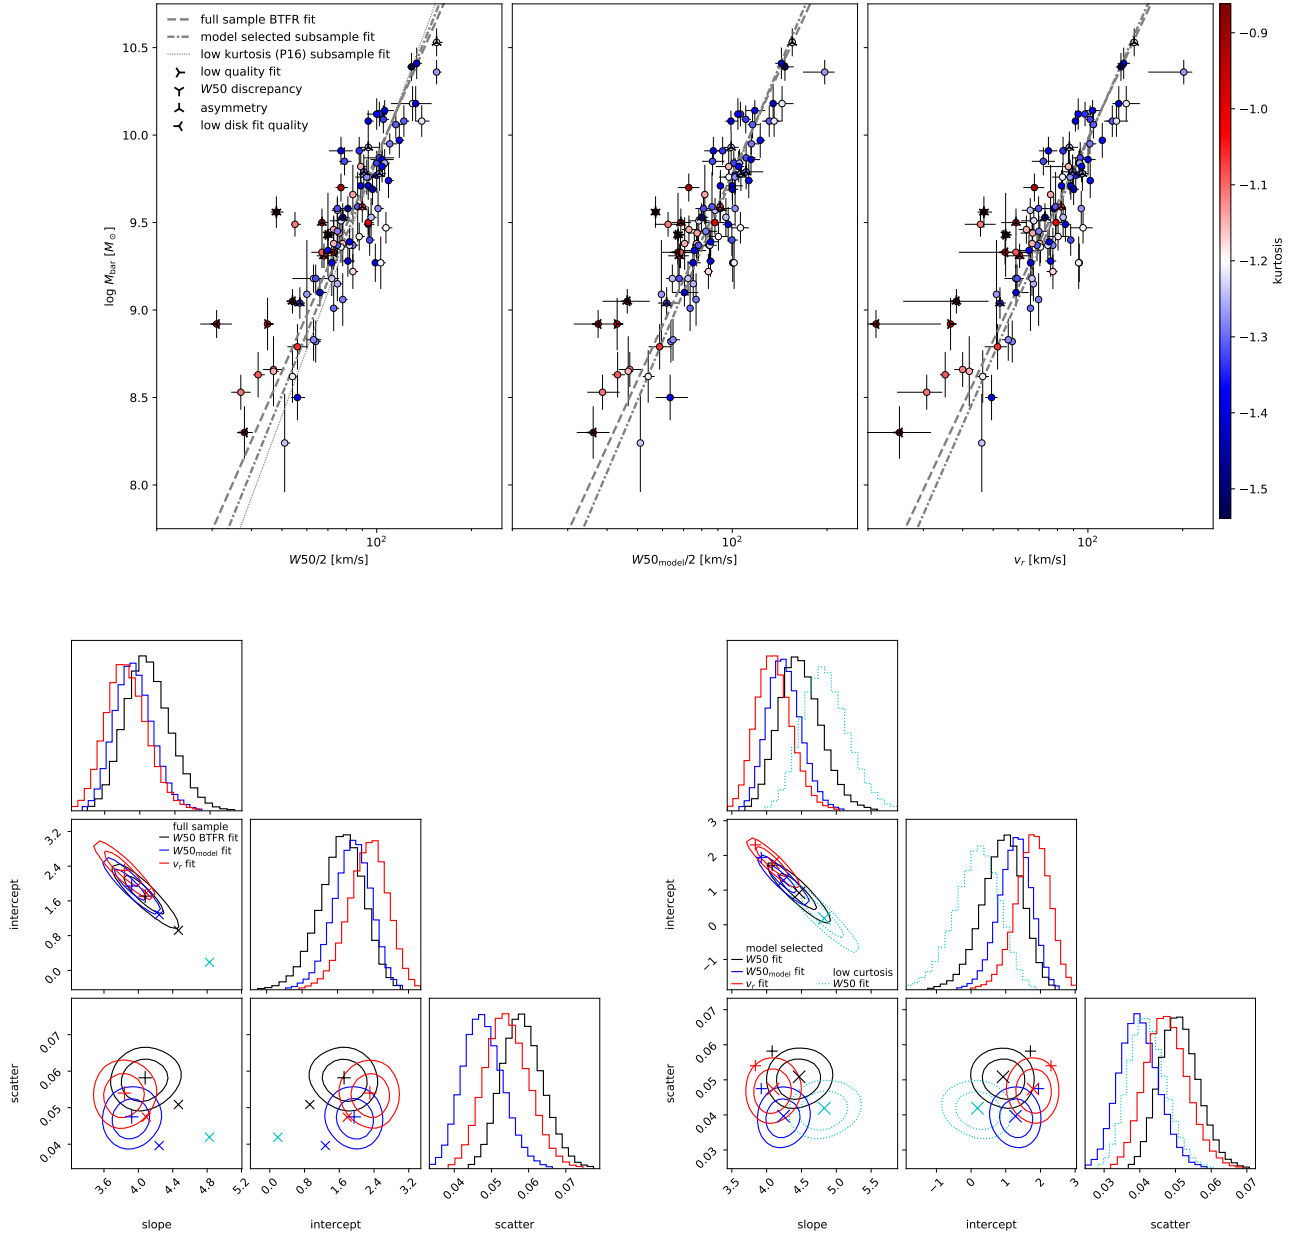 full sample BTFR fit
model selected subsample fit
low kurtosis (P16) subsample fit
low quality fit
W50 discrepancy
asymmetry
low disk fit quality
10.5
10.0
9.5
9.0
8.5
8.0
log M_bar [M_⊙]
10²
10²
10²
W50/2 [km/s]
W50_model/2 [km/s]
v_r [km/s]
−0.9
−1.0
−1.1
−1.2
−1.3
−1.4
−1.5
kurtosis
full sample
W50 BTFR fit
W50_model fit
v_r fit
3.2
2.4
1.6
0.8
0.0
intercept
0.07
0.06
0.05
0.04
scatter
3.6
4.0
4.4
4.8
5.2
slope
0.0
0.8
1.6
2.4
3.2
intercept
0.04
0.05
0.06
0.07
scatter
model selected
W50 fit
W50_model fit
v_r fit
low curtosis
W50 fit
3
2
1
0
−1
intercept
0.07
0.06
0.05
0.04
0.03
scatter
3.5
4.0
4.5
5.0
5.5
slope
−1
0
1
2
3
intercept
0.03
0.04
0.05
0.06
0.07
scatter